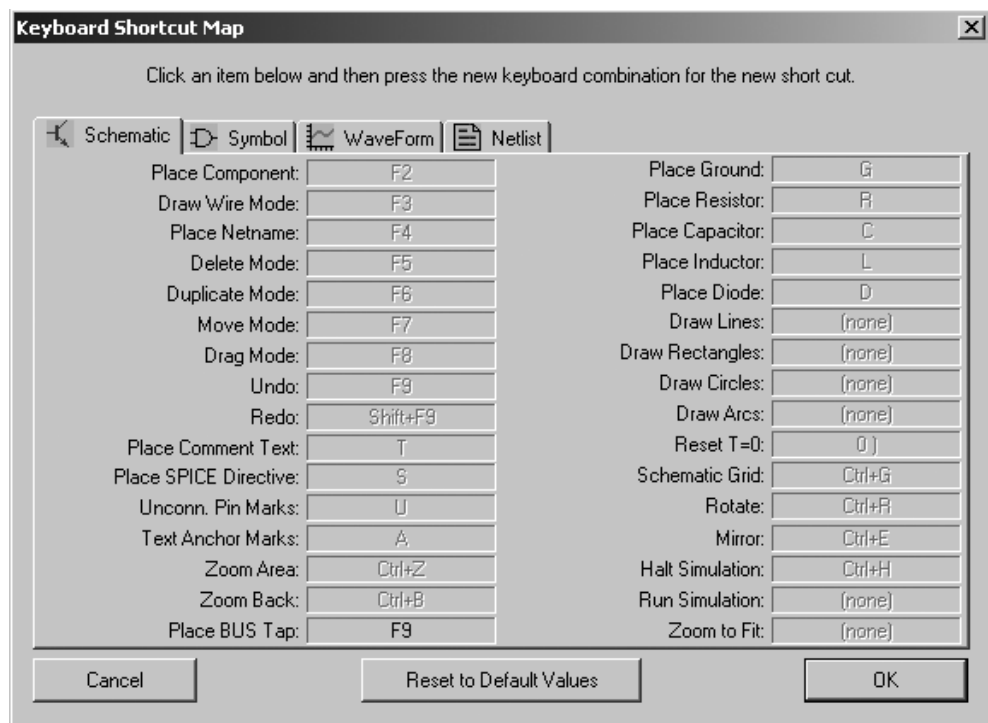 Keyboard Shortcut Map
Click an item below and then press the new keyboard combination for the new short cut.
Schematic Symbol WaveForm Netlist
Place Component: F2
Draw Wire Mode: F3
Place Netname: F4
Delete Mode: F5
Duplicate Mode: F6
Move Mode: F7
Drag Mode: F8
Undo: F9
Redo: Shift+F9
Place Comment Text: T
Place SPICE Directive: S
Unconn. Pin Marks: U
Text Anchor Marks: A
Zoom Area: Ctrl+Z
Zoom Back: Ctrl+B
Place BUS Tap: F9
Place Ground: G
Place Resistor: R
Place Capacitor: C
Place Inductor: L
Place Diode: D
Draw Lines: (none)
Draw Rectangles: (none)
Draw Circles: (none)
Draw Arcs: (none)
Reset T=0: 0 )
Schematic Grid: Ctrl+G
Rotate: Ctrl+R
Mirror: Ctrl+E
Halt Simulation: Ctrl+H
Run Simulation: (none)
Zoom to Fit: (none)
Cancel Reset to Default Values OK